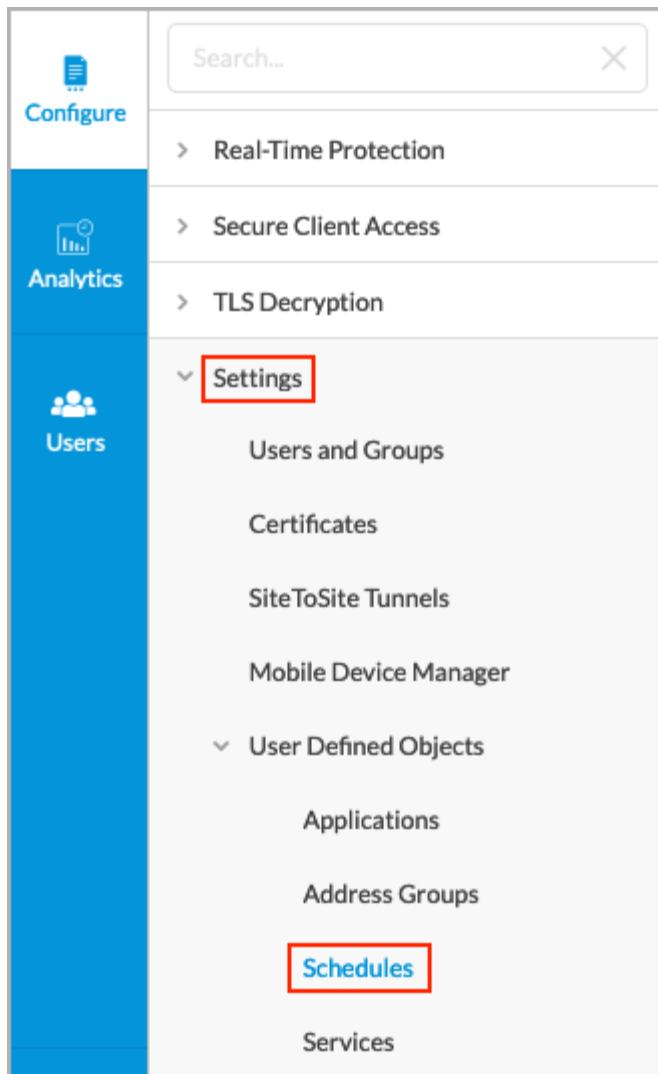 Configure
Analytics
Users
Search...
Real-Time Protection
Secure Client Access
TLS Decryption
Settings
Users and Groups
Certificates
SiteToSite Tunnels
Mobile Device Manager
User Defined Objects
Applications
Address Groups
Schedules
Services